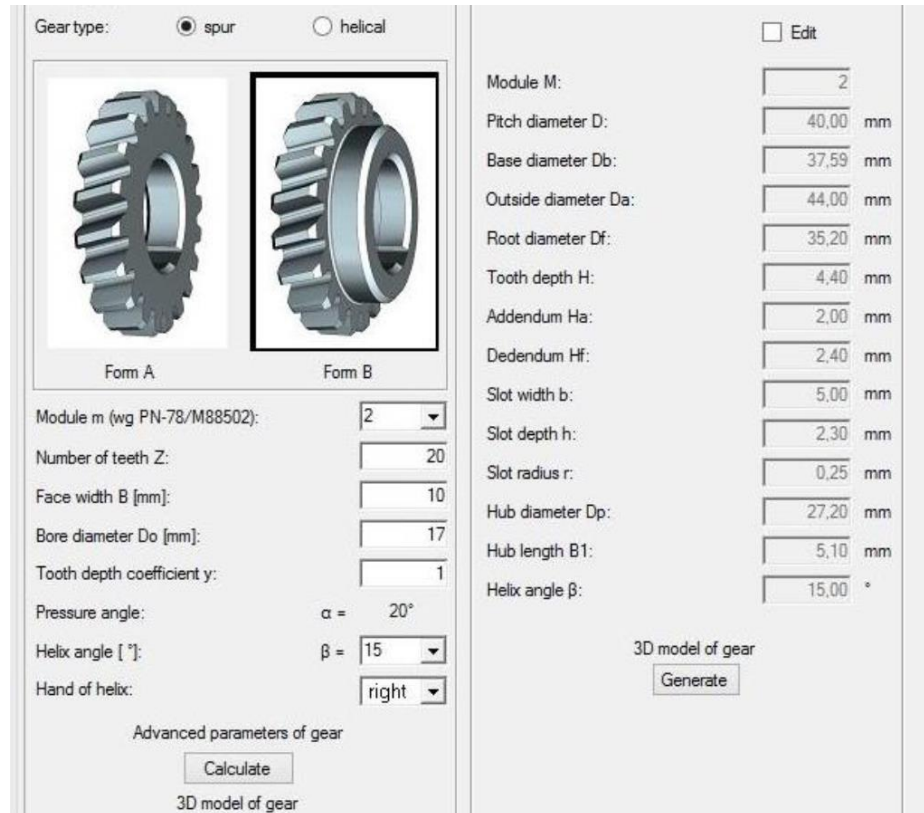 Gear type: spur helical
Form A Form B
Module m (wg PN-78/M88502): 2
Number of teeth Z: 20
Face width B [mm]: 10
Bore diameter Do [mm]: 17
Tooth depth coefficient y: 1
Pressure angle: α = 20°
Helix angle [ °]: β = 15
Hand of helix: right
Advanced parameters of gear
Calculate
3D model of gear
Edit
Module M: 2
Pitch diameter D: 40,00 mm
Base diameter Db: 37,59 mm
Outside diameter Da: 44,00 mm
Root diameter Df: 35,20 mm
Tooth depth H: 4,40 mm
Addendum Ha: 2,00 mm
Dedendum Hf: 2,40 mm
Slot width b: 5,00 mm
Slot depth h: 2,30 mm
Slot radius r: 0,25 mm
Hub diameter Dp: 27,20 mm
Hub length B1: 5,10 mm
Helix angle β: 15,00 °
3D model of gear
Generate